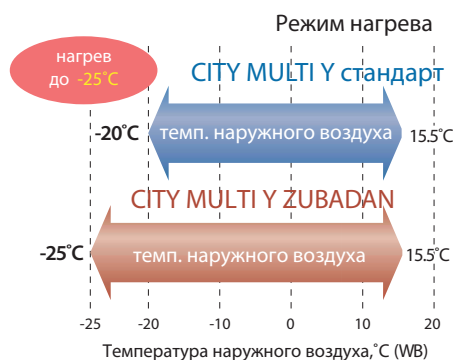 Режим нагрева
нагрев
до -25˚C
CITY MULTI Y стандарт
-20˚C
темп. наружного воздуха
15.5˚C
CITY MULTI Y ZUBADAN
-25˚C
темп. наружного воздуха
15.5˚C
-25 -20 -10 0 10 20
Температура наружного воздуха,˚C (WB)